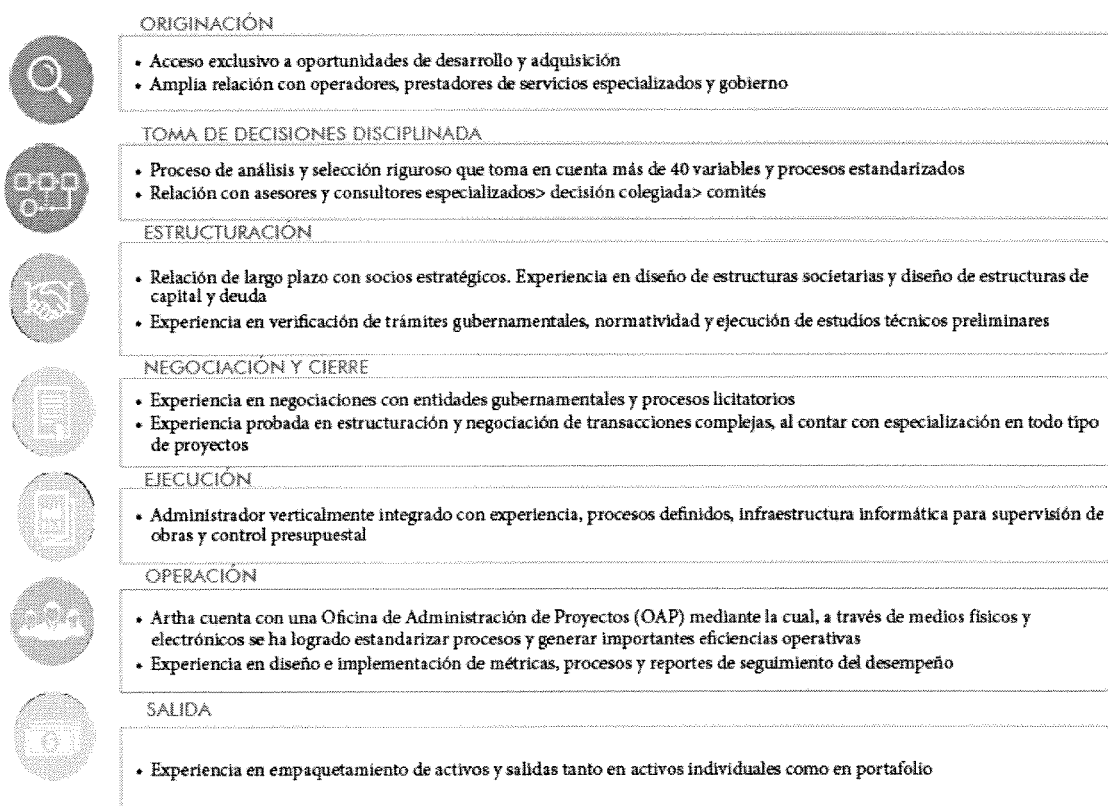 ORIGINACIÓN
• Acceso exclusivo a oportunidades de desarrollo y adquisición
• Amplia relación con operadores, prestadores de servicios especializados y gobierno
TOMA DE DECISIONES DISCIPLINADA
• Proceso de análisis y selección riguroso que toma en cuenta más de 40 variables y procesos estandarizados
• Relación con asesores y consultores especializados> decisión colegiada> comités
ESTRUCTURACIÓN
• Relación de largo plazo con socios estratégicos. Experiencia en diseño de estructuras societarias y diseño de estructuras de
capital y deuda
• Experiencia en verificación de trámites gubernamentales, normatividad y ejecución de estudios técnicos preliminares
NEGOCIACIÓN Y CIERRE
• Experiencia en negociaciones con entidades gubernamentales y procesos licitatorios
• Experiencia probada en estructuración y negociación de transacciones complejas, al contar con especialización en todo tipo
de proyectos
EJECUCIÓN
• Administrador verticalmente integrado con experiencia, procesos definidos, infraestructura informática para supervisión de
obras y control presupuestal
OPERACIÓN
• Artha cuenta con una Oficina de Administración de Proyectos (OAP) mediante la cual, a través de medios físicos y
electrónicos se ha logrado estandarizar procesos y generar importantes eficiencias operativas
• Experiencia en diseño e implementación de métricas, procesos y reportes de seguimiento del desempeño
SALIDA
• Experiencia en empaquetamiento de activos y salidas tanto en activos individuales como en portafolio